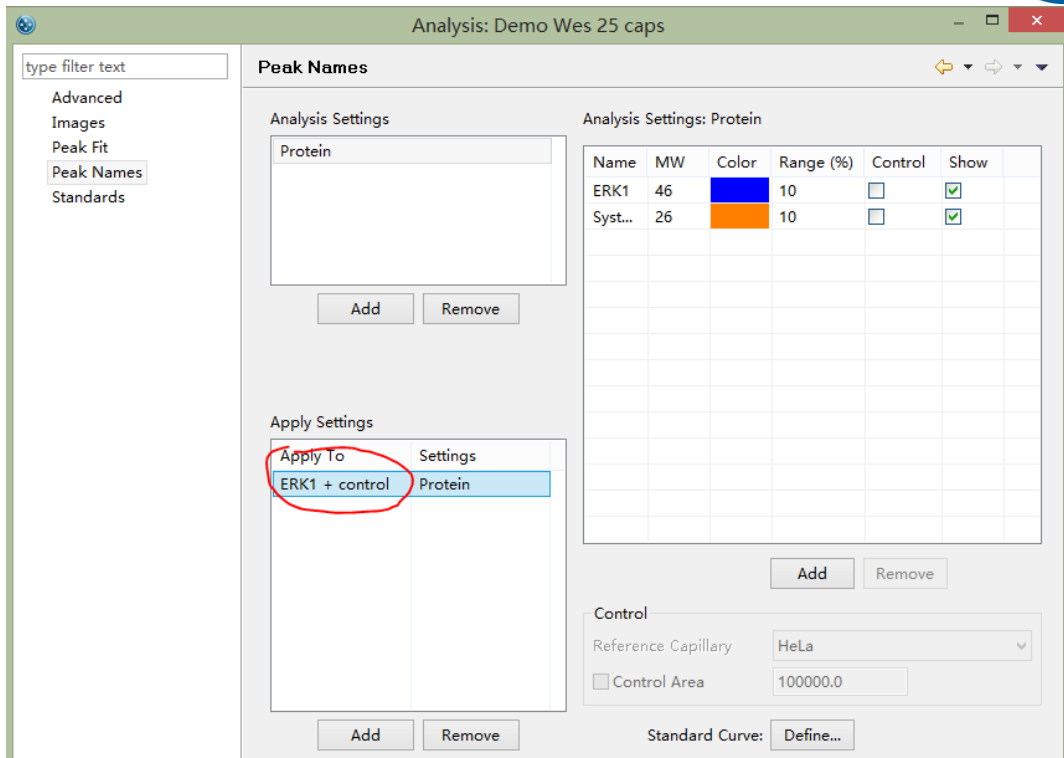 Analysis: Demo Wes 25 caps
type filter text
Advanced
Images
Peak Fit
Peak Names
Standards
Peak Names
Analysis Settings
Protein
Add Remove
Apply Settings
Apply To Settings
ERK1 + control Protein
Add Remove
Analysis Settings: Protein
Name MW Color Range (%) Control Show
ERK1 46 10
Syst... 26 10
Add Remove
Control
Reference Capillary HeLa
Control Area 100000.0
Standard Curve: Define...